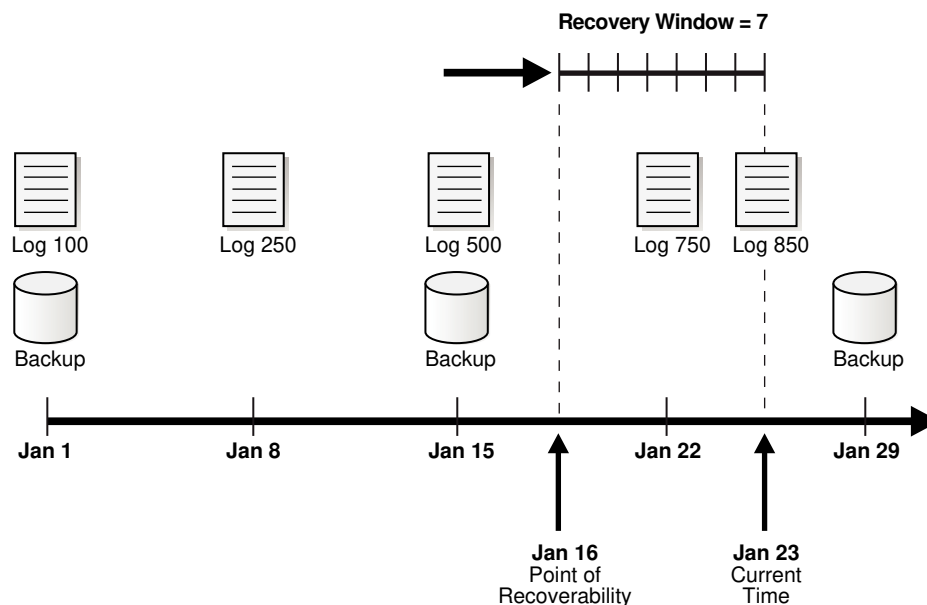 Recovery Window = 7
Log 100
Log 250
Log 500
Log 750
Log 850
Backup
Backup
Backup
Jan 1
Jan 8
Jan 15
Jan 22
Jan 29
Jan 16
Point of
Recoverability
Jan 23
Current
Time